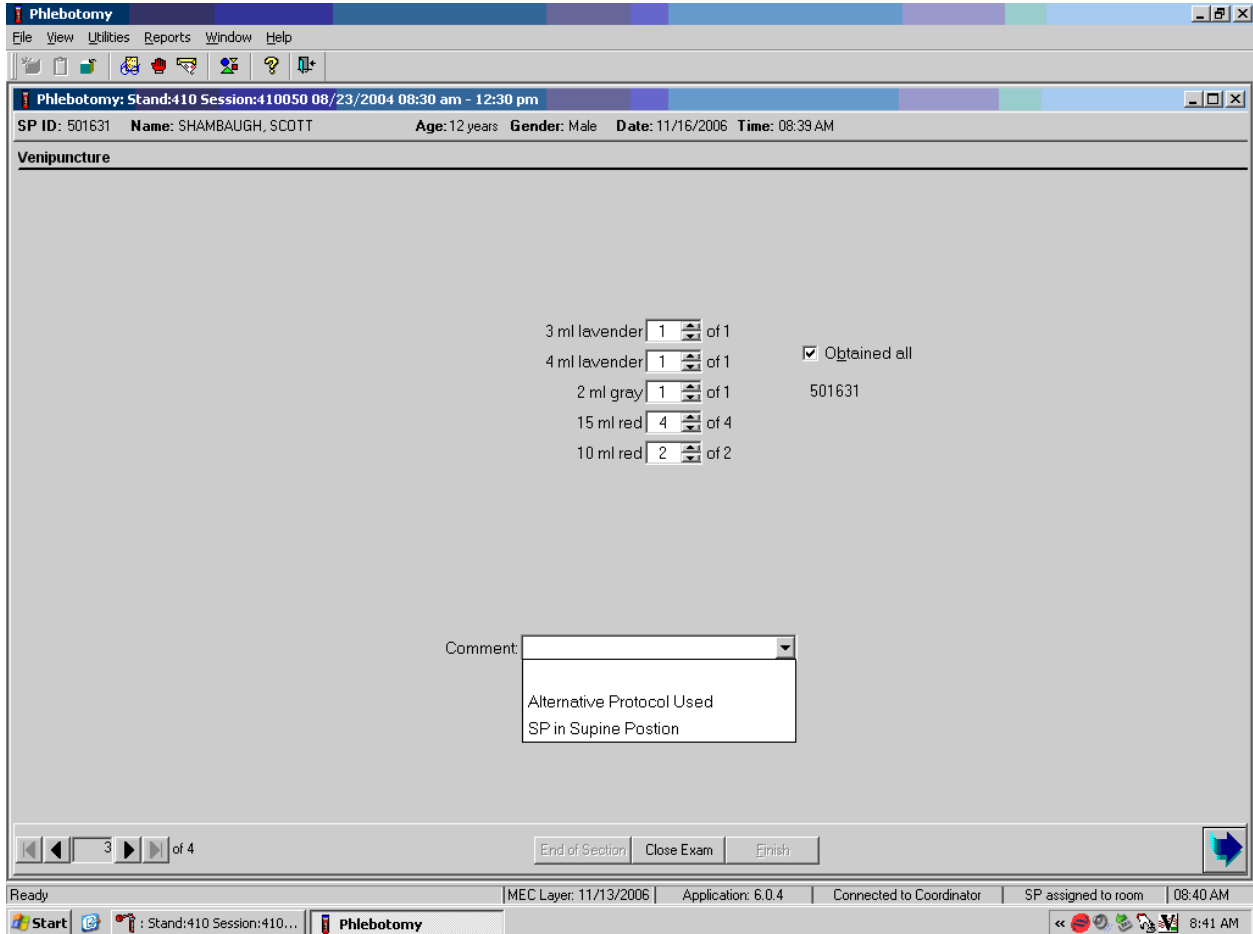 Phlebotomy
File View Utilities Reports Window Help
Phlebotomy: Stand:410 Session:410050 08/23/2004 08:30 am - 12:30 pm
SP ID: 501631 Name: SHAMBAUGH, SCOTT Age: 12 years Gender: Male Date: 11/16/2006 Time: 08:39 AM
Venipuncture
3 ml lavender 1 of 1
4 ml lavender 1 of 1
Obtained all
2 ml gray 1 of 1
501631
15 ml red 4 of 4
10 ml red 2 of 2
Comment:
Alternative Protocol Used
SP in Supine Postion
3 of 4
End of Section Close Exam Finish
Ready MEC Layer: 11/13/2006 Application: 6.0.4 Connected to Coordinator SP assigned to room 08:40 AM
Start : Stand:410 Session:410... Phlebotomy 8:41 AM